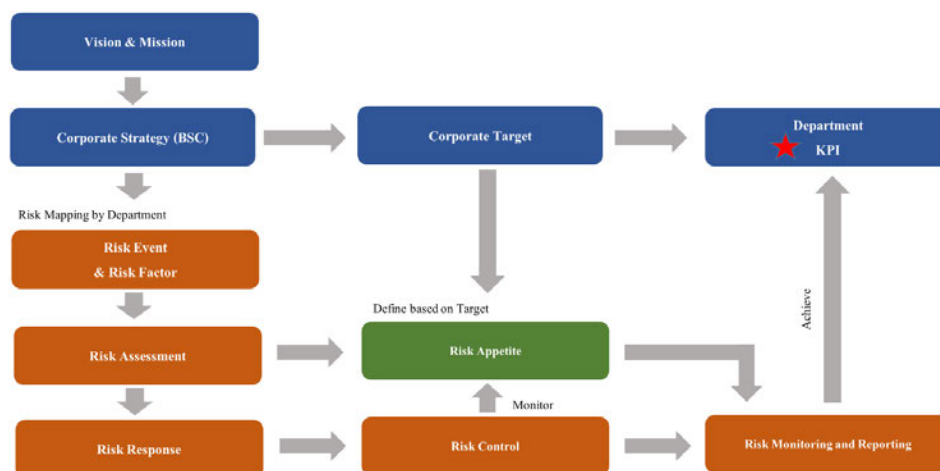 Vision & Mission
Corporate Strategy (BSC)
Corporate Target
Department
KPI
Risk Mapping by Department
Risk Event
& Risk Factor
Define based on Target
Achieve
Risk Assessment
Risk Appetite
Monitor
Risk Response
Risk Control
Risk Monitoring and Reporting